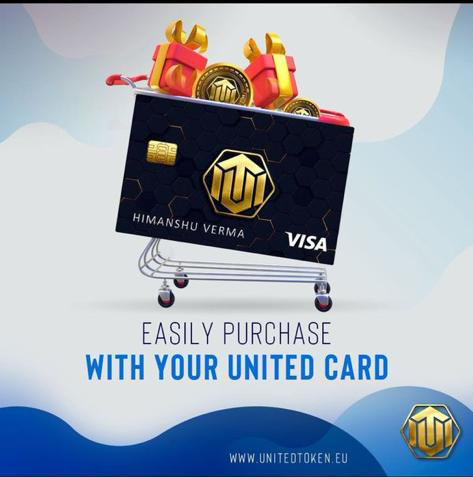 HIMANSHU VERMA
VISA
EASILY PURCHASE
WITH YOUR UNITED CARD
WWW.UNITEDTOKEN.EU